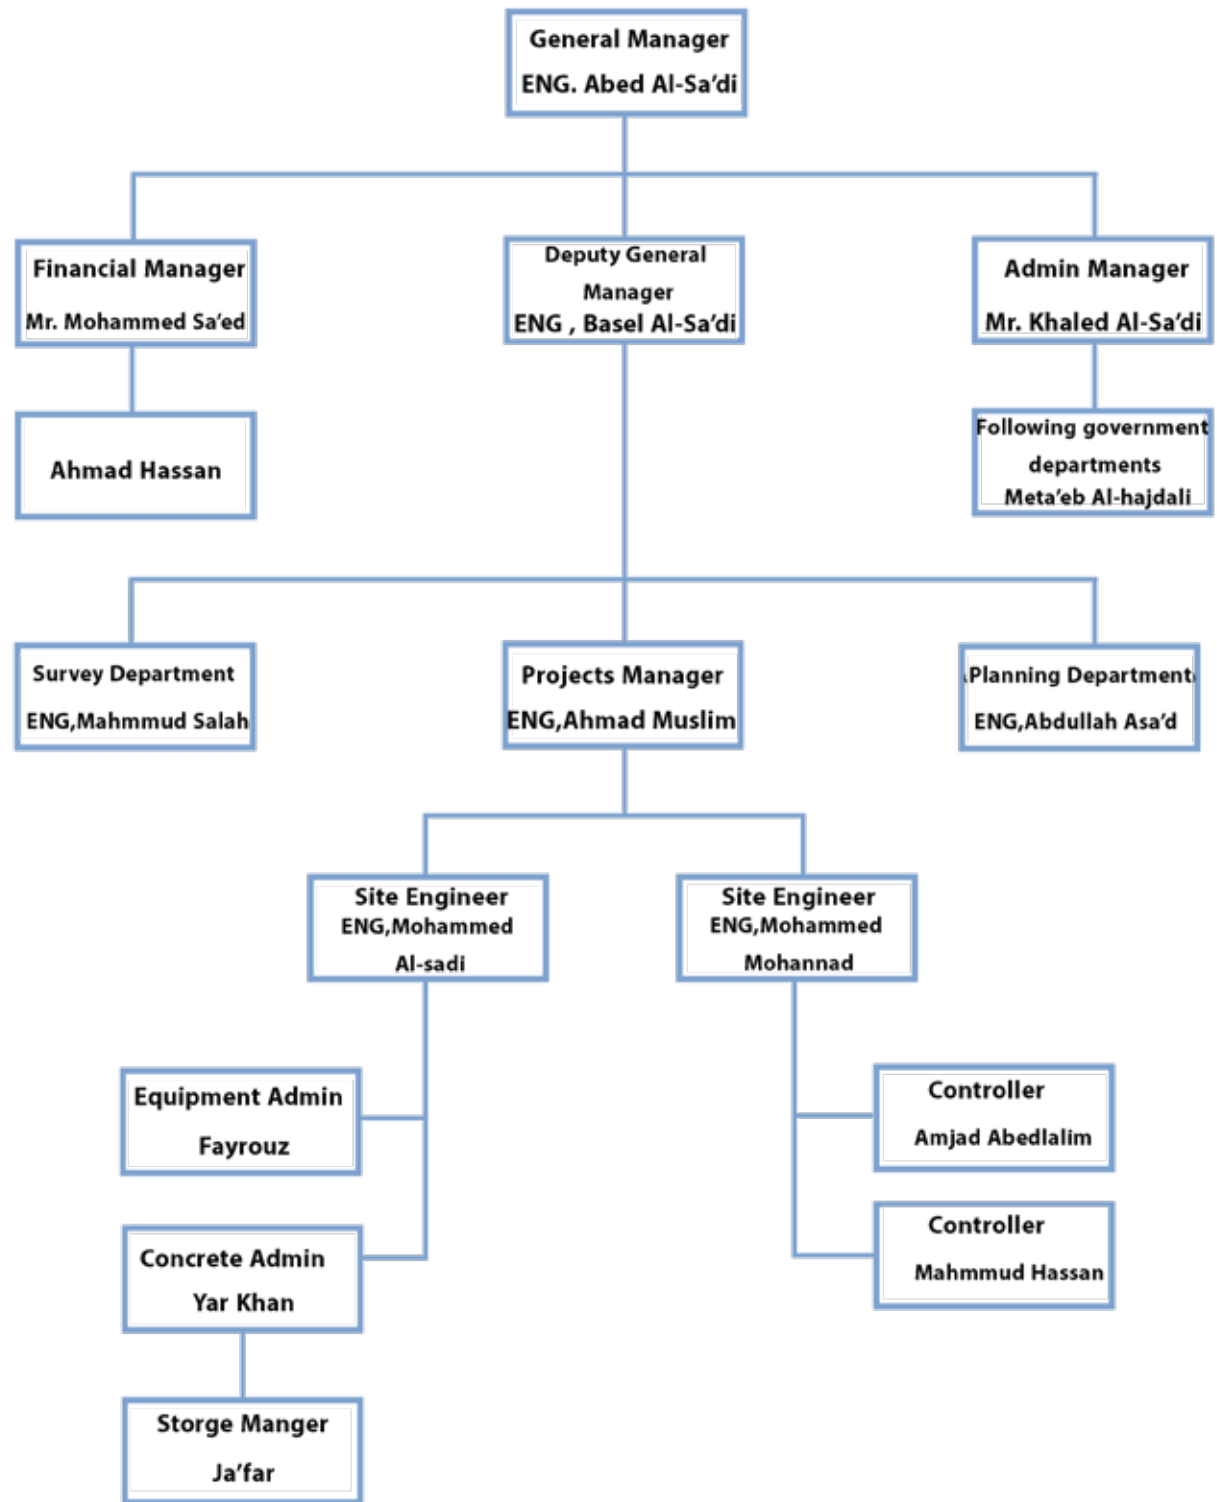 General Manager
ENG. Abed Al-Sa’di
Financial Manager
Mr. Mohammed Sa’ed
Deputy General
Manager
ENG , Basel Al-Sa’di
Admin Manager
Mr. Khaled Al-Sa’di
Ahmad Hassan
Following government
departments
Meta’eb Al-hajdali
Survey Department
ENG,Mahmmud Salah
Projects Manager
ENG,Ahmad Muslim
Planning Department
ENG,Abdullah Asa’d
Site Engineer
ENG,Mohammed
Al-sadi
Site Engineer
ENG,Mohammed
Mohannad
Equipment Admin
Fayrouz
Controller
Amjad Abedlalim
Concrete Admin
Yar Khan
Controller
Mahmmud Hassan
Storge Manger
Ja’far